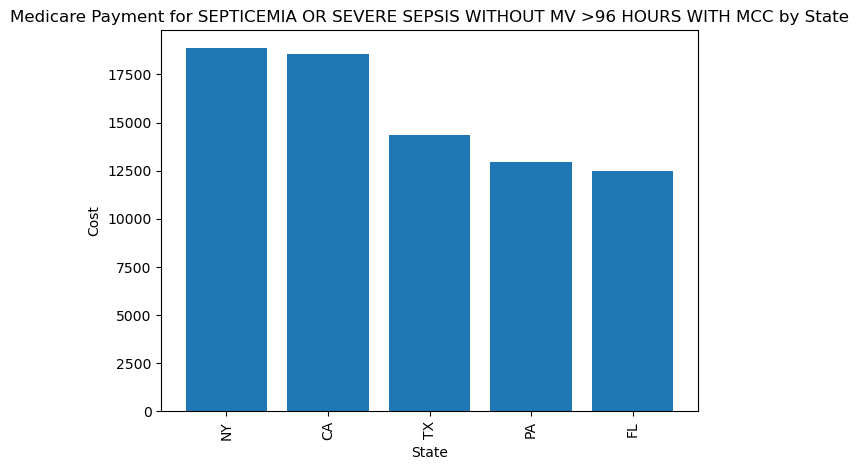 Medicare Payment for SEPTICEMIA OR SEVERE SEPSIS WITHOUT MV >96 HOURS WITH MCC by State
17500
15000
12500
10000
7500
5000
2500
0
Cost
NY
CA
TX
PA
FL
State